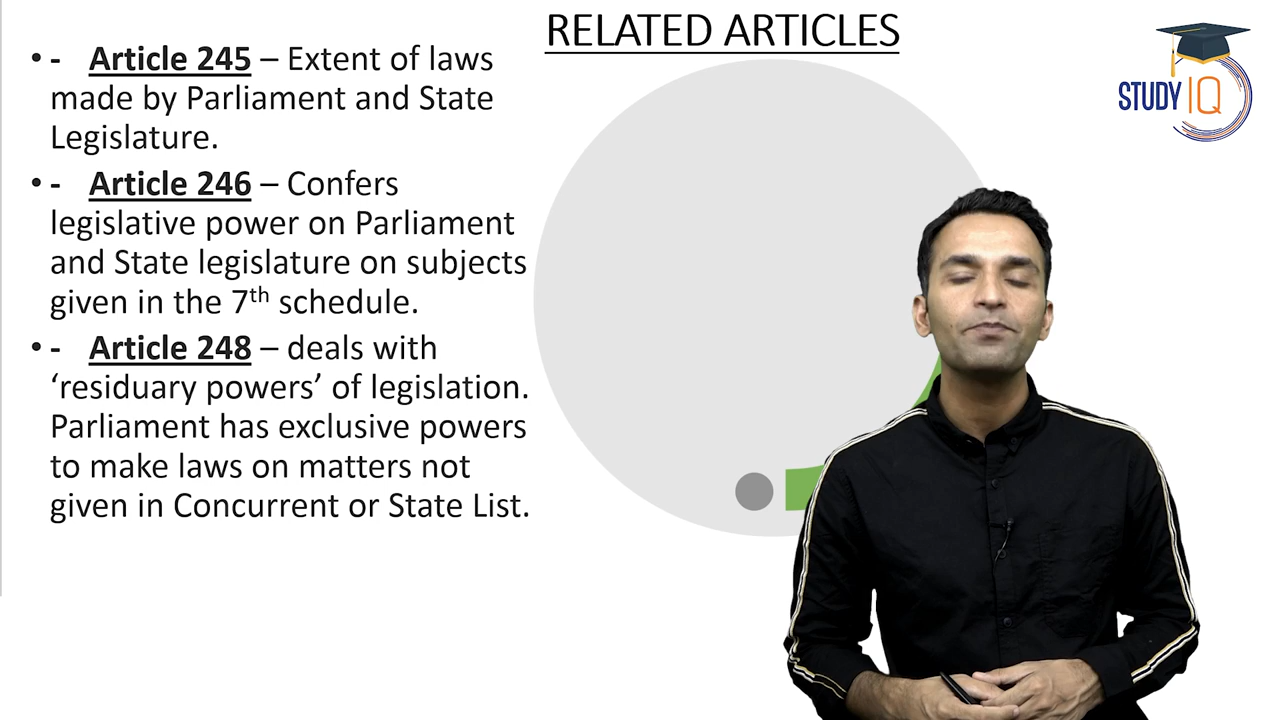 RELATED ARTICLES
• - Article 245 – Extent of laws
made by Parliament and State
Legislature.
• - Article 246 – Confers
legislative power on Parliament
and State legislature on subjects
given in the 7th schedule.
• - Article 248 – deals with
‘residuary powers’ of legislation.
Parliament has exclusive powers
to make laws on matters not
given in Concurrent or State List.
STUDY IQ